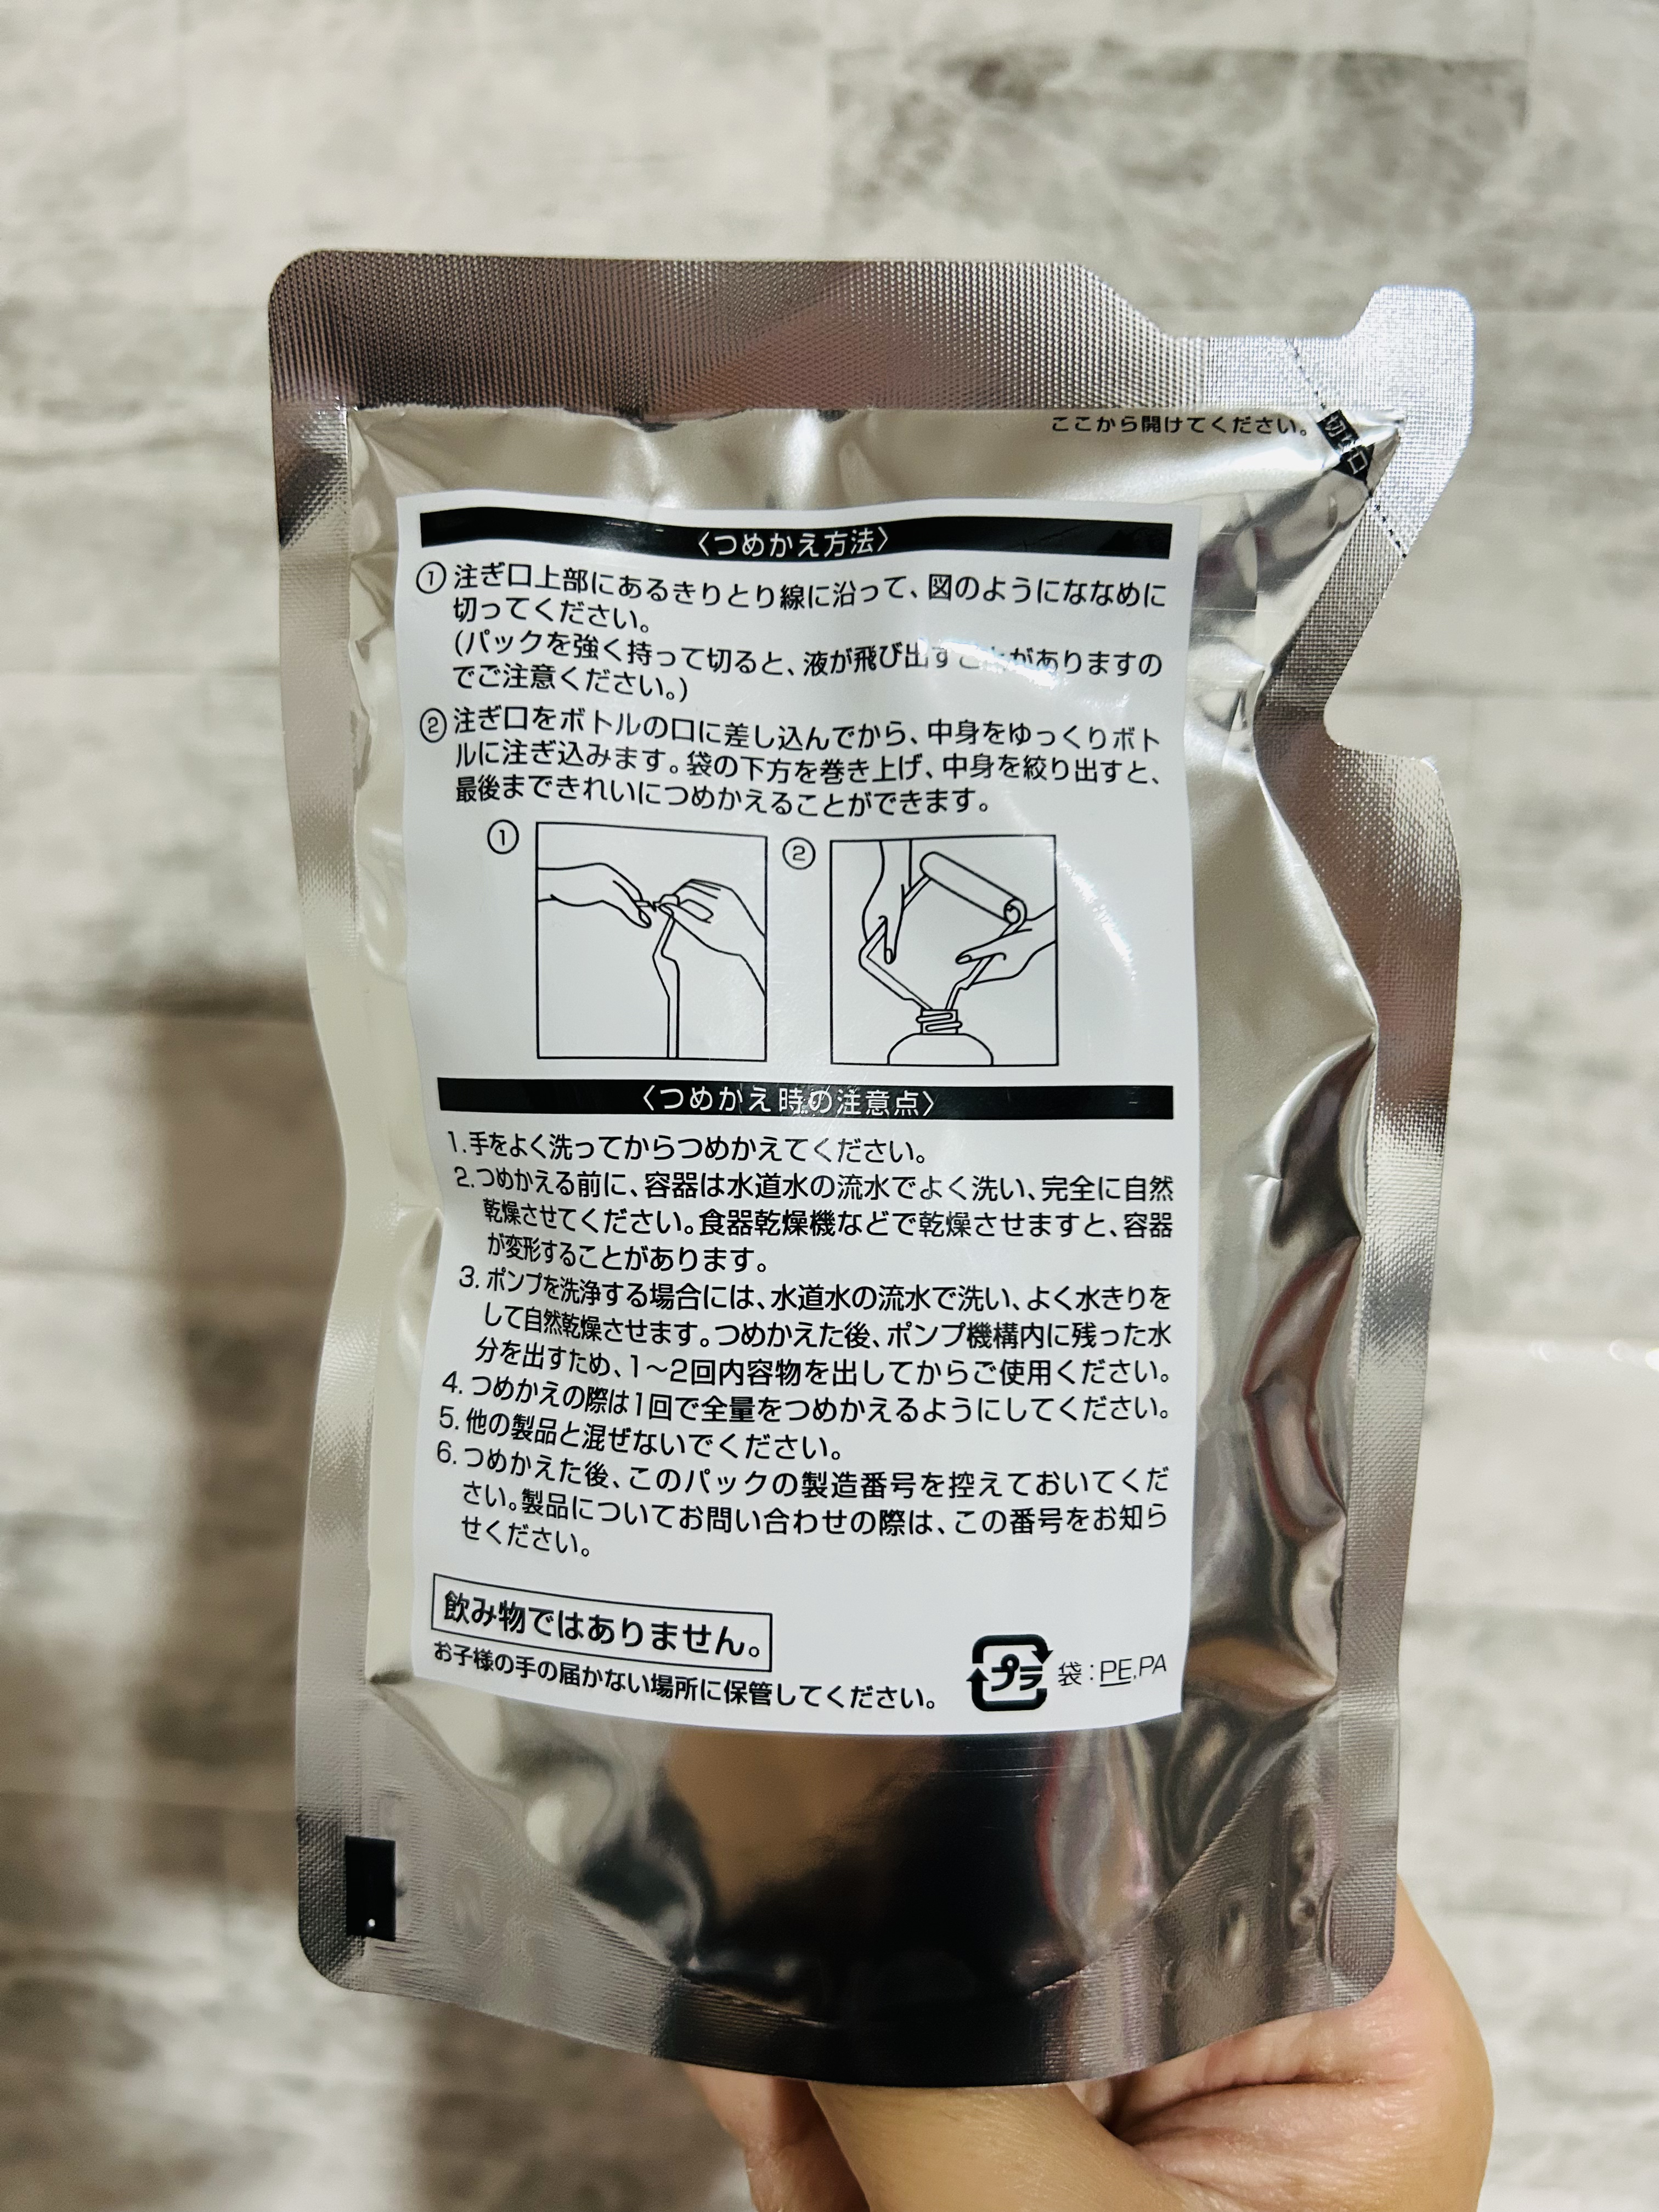 ここから開けてください。
切り口
〈つめかえ方法〉
① 注ぎ口上部にあるきりとり線に沿って、図のようにななめに
切ってください。
(パックを強く持って切ると、液が飛び出すことがありますの
でご注意ください。)
② 注ぎ口をボトルの口に差し込んでから、中身をゆっくりボト
ルに注ぎ込みます。袋の下方を巻き上げ、中身を絞り出すと、
最後まできれいにつめかえることができます。
① ②
〈つめかえ時の注意点〉
1.手をよく洗ってからつめかえてください。
2.つめかえる前に、容器は水道水の流水でよく洗い、完全に自然
乾燥させてください。食器乾燥機などで乾燥させますと、容器
が変形することがあります。
3.ポンプを洗浄する場合には、水道水の流水で洗い、よく水きりを
して自然乾燥させます。つめかえた後、ポンプ機構内に残った水
分を出すため、1〜2回内容物を出してからご使用ください。
4.つめかえの際は1回で全量をつめかえるようにしてください。
5.他の製品と混ぜないでください。
6.つめかえた後、このパックの製造番号を控えておいてくだ
さい。製品についてお問い合わせの際は、この番号をお知ら
せください。
飲み物ではありません。
お子様の手の届かない場所に保管してください。
プラ 袋：PE,PA